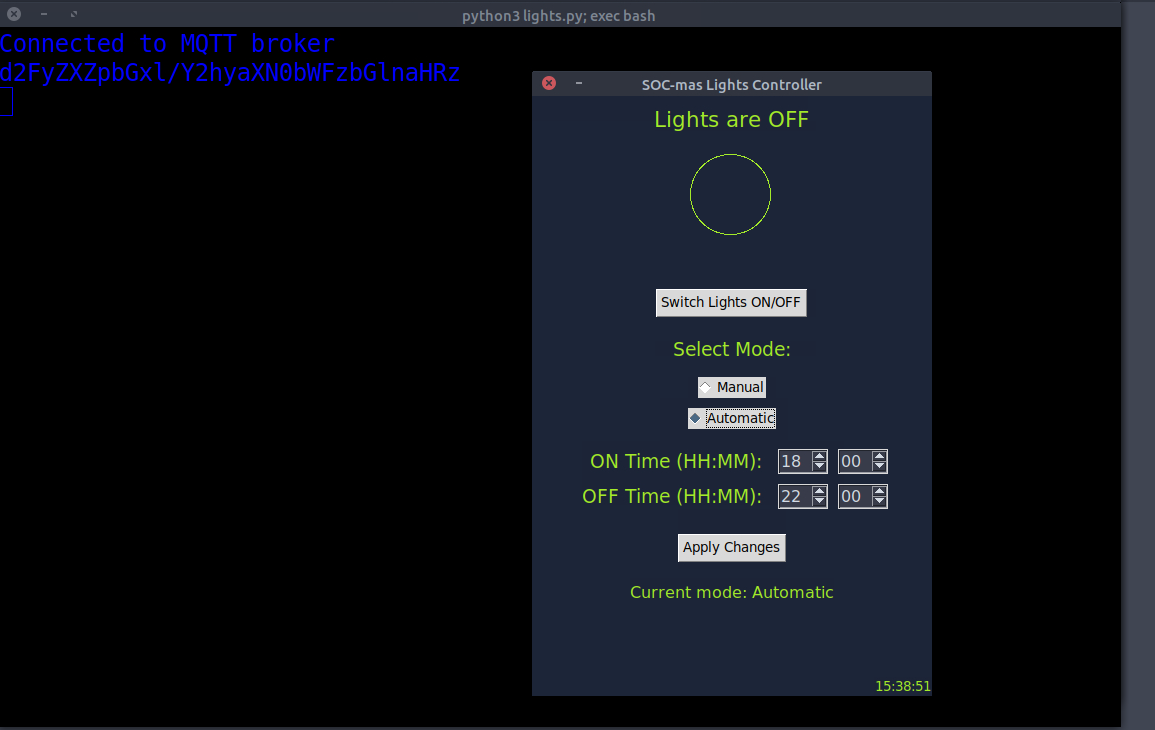 python3 lights.py; exec bash
Connected to MQTT broker
d2FyZXZpbGxl/Y2hyaXN0bWFzbGlnaHRz
SOC-mas Lights Controller
Lights are OFF
Switch Lights ON/OFF
Select Mode:
Manual
Automatic
ON Time (HH:MM): 18 00
OFF Time (HH:MM): 22 00
Apply Changes
Current mode: Automatic
15:38:51